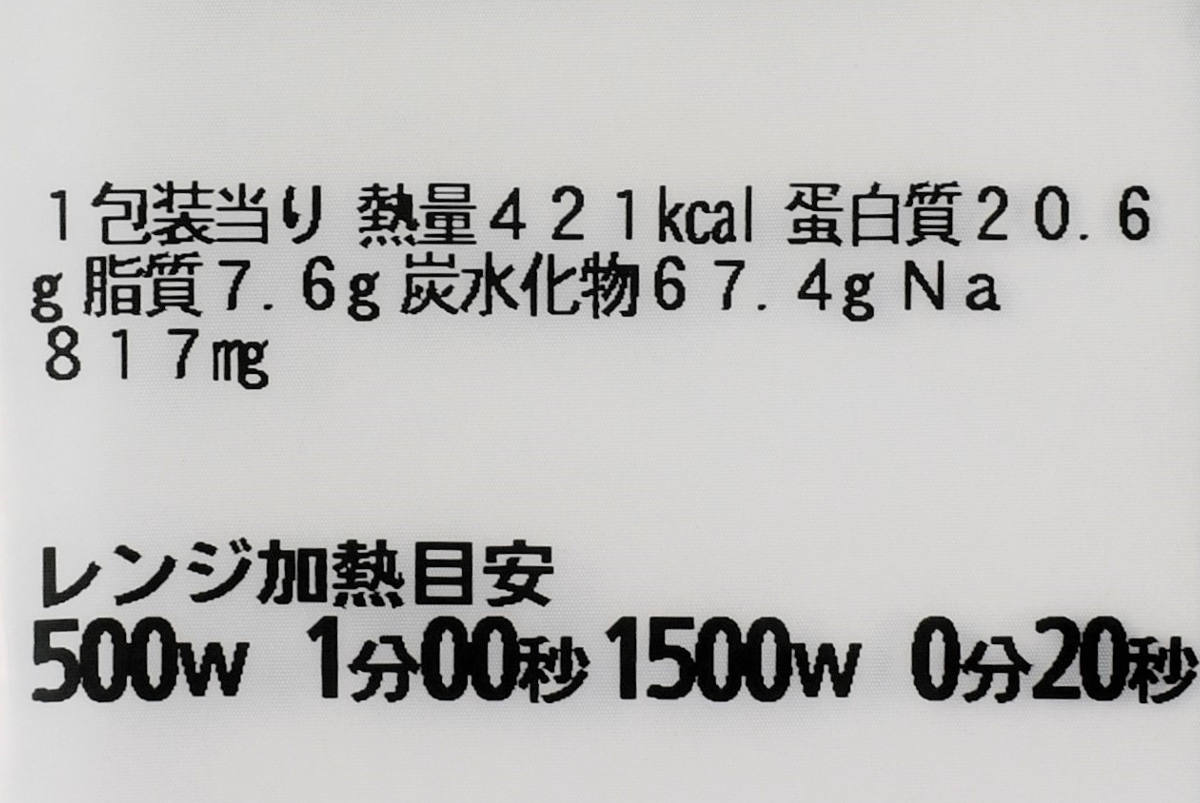 １包装当り 熱量４２１kcal 蛋白質２０．６
g 脂質７．６g 炭水化物６７．４g Ｎａ
８１７mg
レンジ加熱目安
500w 1分00秒 1500w 0分20秒